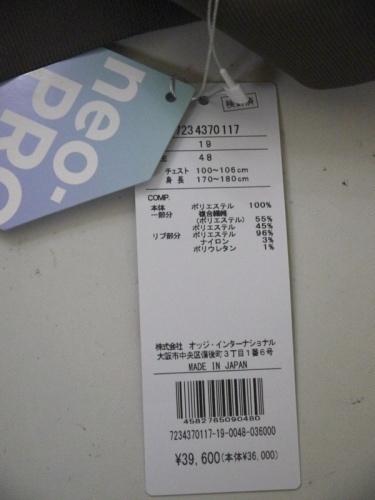 neo-
PRO
検査済
7234370117
19
48
チェスト 100~106cm
身長 170~180cm
COMP.
本体 ポリエステル 100%
一部分 複合繊維
(ポリエステル) 55%
ポリエステル 45%
リブ部分 ポリエステル 96%
ナイロン 3%
ポリウレタン 1%
株式会社 オッジ・インターナショナル
大阪市中央区備後町3丁目1番6号
MADE IN JAPAN
4582765090480
7234370117-19-0048-036000
¥39,600(本体¥36,000)